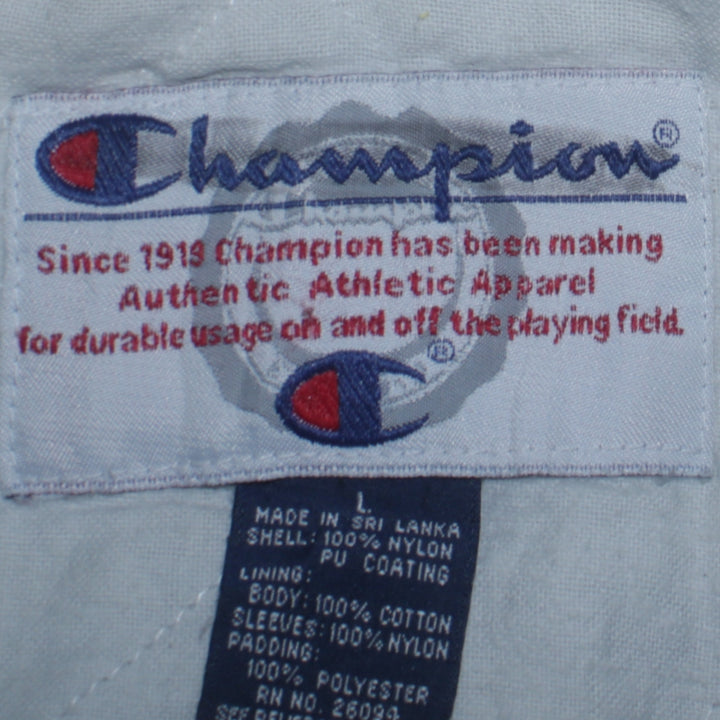 Champion ®
Since 1919 Champion has been making
Authentic Athletic Apparel
for durable usage on and off the playing field.
®
L
MADE IN SRI LANKA
SHELL: 100% NYLON
PU COATING
LINING:
BODY: 100% COTTON
SLEEVES: 100% NYLON
PADDING:
100% POLYESTER
RN NO. 26094